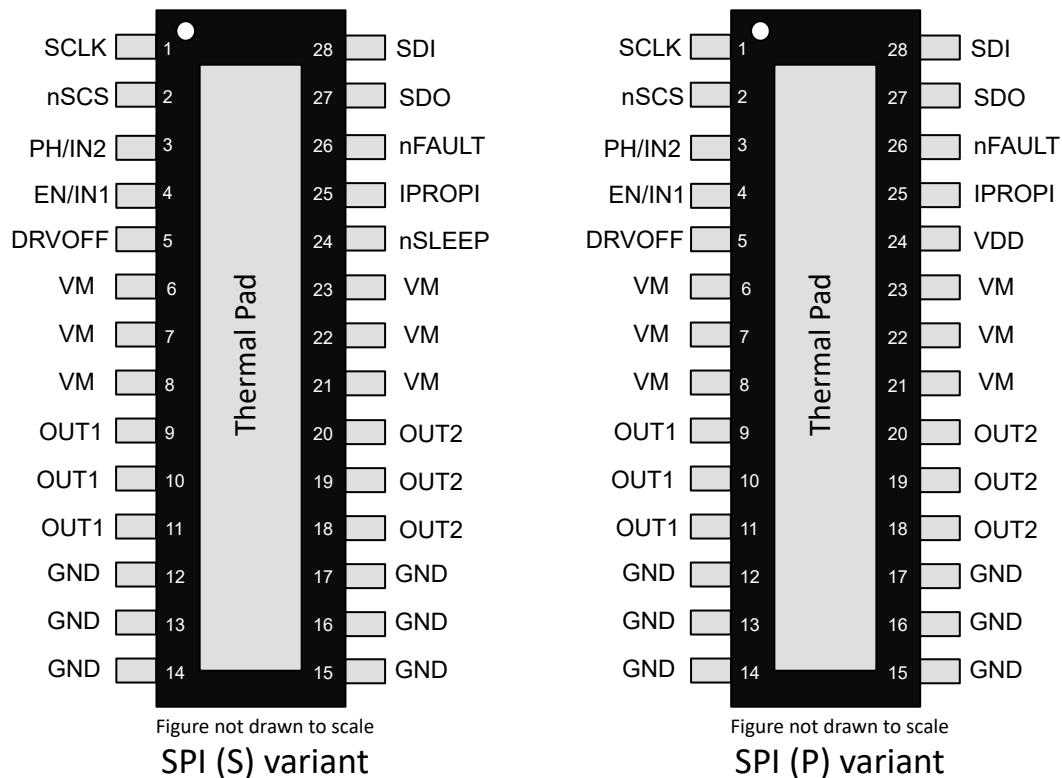 SCLK 1 28 SDI
nSCS 2 27 SDO
PH/IN2 3 26 nFAULT
EN/IN1 4 25 IPROPI
DRVOFF 5 24 nSLEEP
VM 6 23 VM
VM 7 22 VM
VM 8 21 VM
OUT1 9 20 OUT2
OUT1 10 19 OUT2
OUT1 11 18 OUT2
GND 12 17 GND
GND 13 16 GND
GND 14 15 GND
Thermal Pad
Figure not drawn to scale
SPI (S) variant
SCLK 1 28 SDI
nSCS 2 27 SDO
PH/IN2 3 26 nFAULT
EN/IN1 4 25 IPROPI
DRVOFF 5 24 VDD
VM 6 23 VM
VM 7 22 VM
VM 8 21 VM
OUT1 9 20 OUT2
OUT1 10 19 OUT2
OUT1 11 18 OUT2
GND 12 17 GND
GND 13 16 GND
GND 14 15 GND
Thermal Pad
Figure not drawn to scale
SPI (P) variant